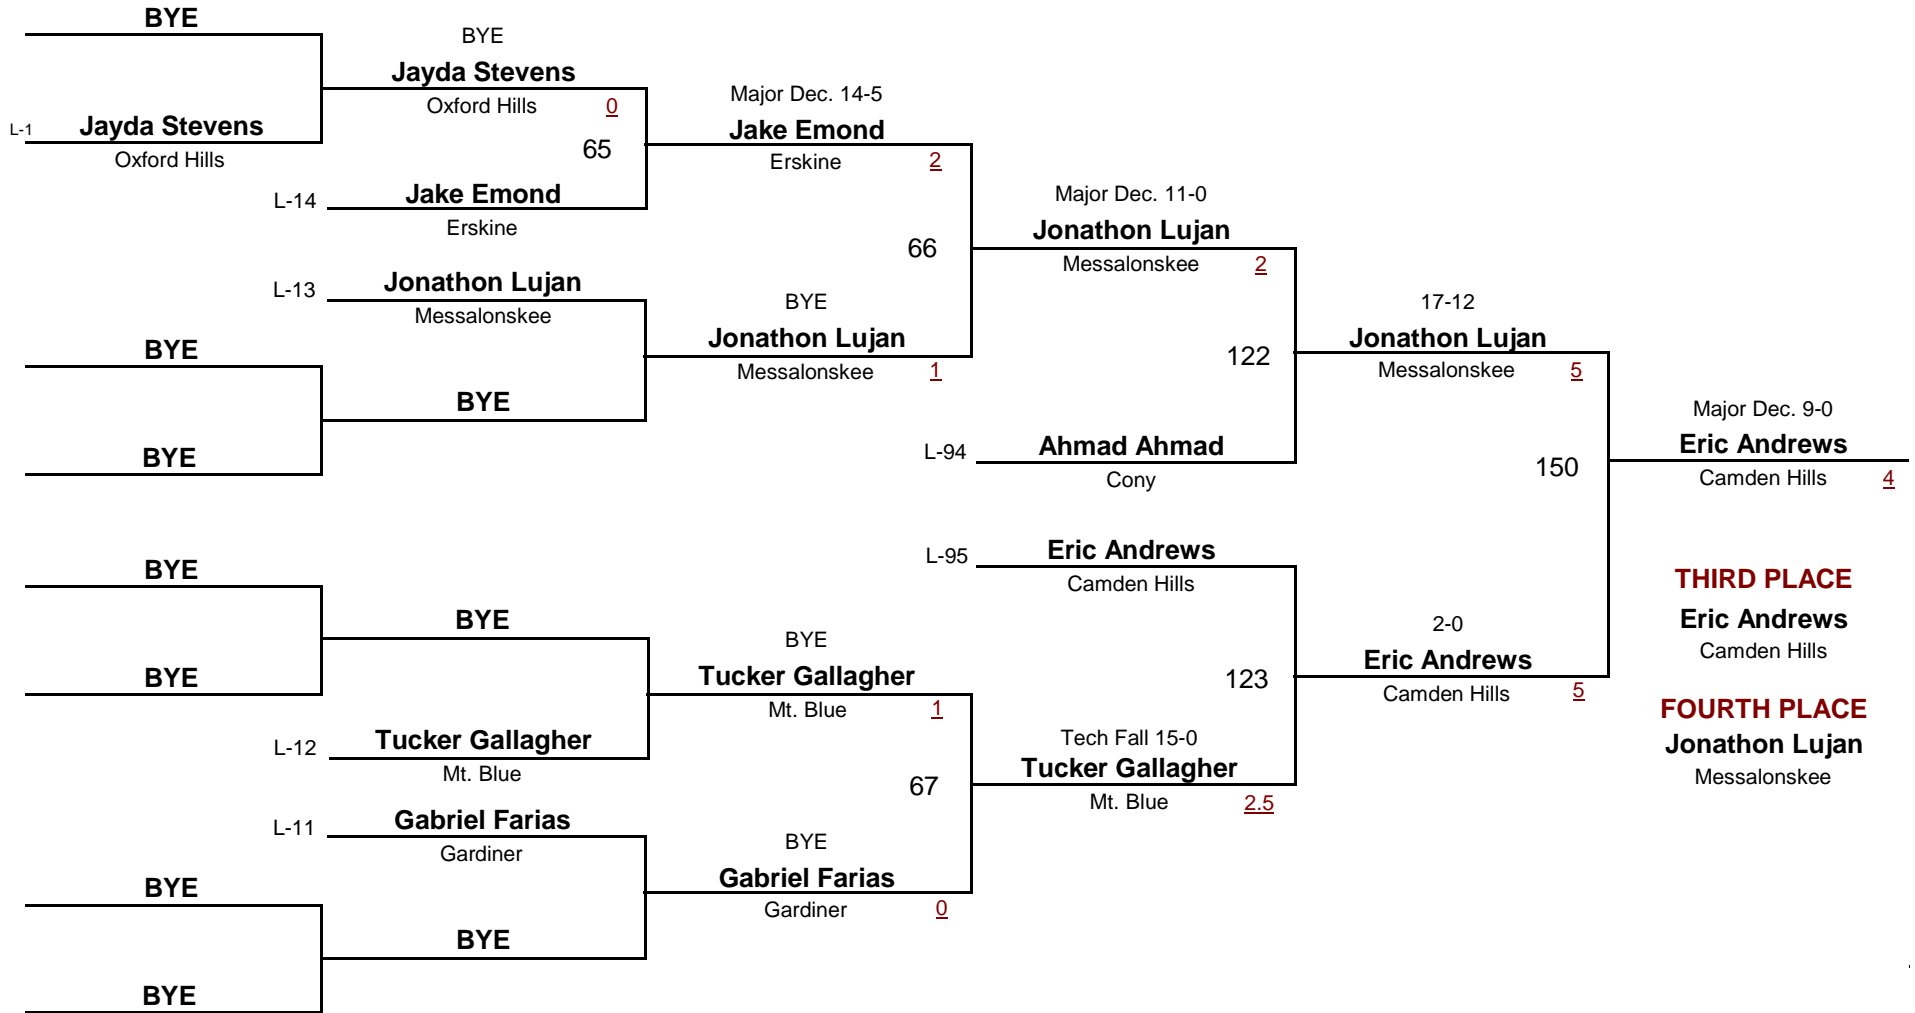 BYE
L-1
Jayda Stevens
Oxford Hills
BYE
Jayda Stevens
Oxford Hills
0
65
L-14
Jake Emond
Erskine
L-13
Jonathon Lujan
Messalonskee
BYE
BYE
BYE
Major Dec. 14-5
Jake Emond
Erskine
2
66
BYE
Jonathon Lujan
Messalonskee
1
Major Dec. 11-0
Jonathon Lujan
Messalonskee
2
122
L-94
Ahmad Ahmad
Cony
17-12
Jonathon Lujan
Messalonskee
5
150
Major Dec. 9-0
Eric Andrews
Camden Hills
4
BYE
BYE
BYE
L-12
Tucker Gallagher
Mt. Blue
L-11
Gabriel Farias
Gardiner
BYE
BYE
BYE
BYE
Tucker Gallagher
Mt. Blue
1
67
BYE
Gabriel Farias
Gardiner
0
L-95
Eric Andrews
Camden Hills
123
Tech Fall 15-0
Tucker Gallagher
Mt. Blue
2.5
2-0
Eric Andrews
Camden Hills
5
THIRD PLACE
Eric Andrews
Camden Hills
FOURTH PLACE
Jonathon Lujan
Messalonskee